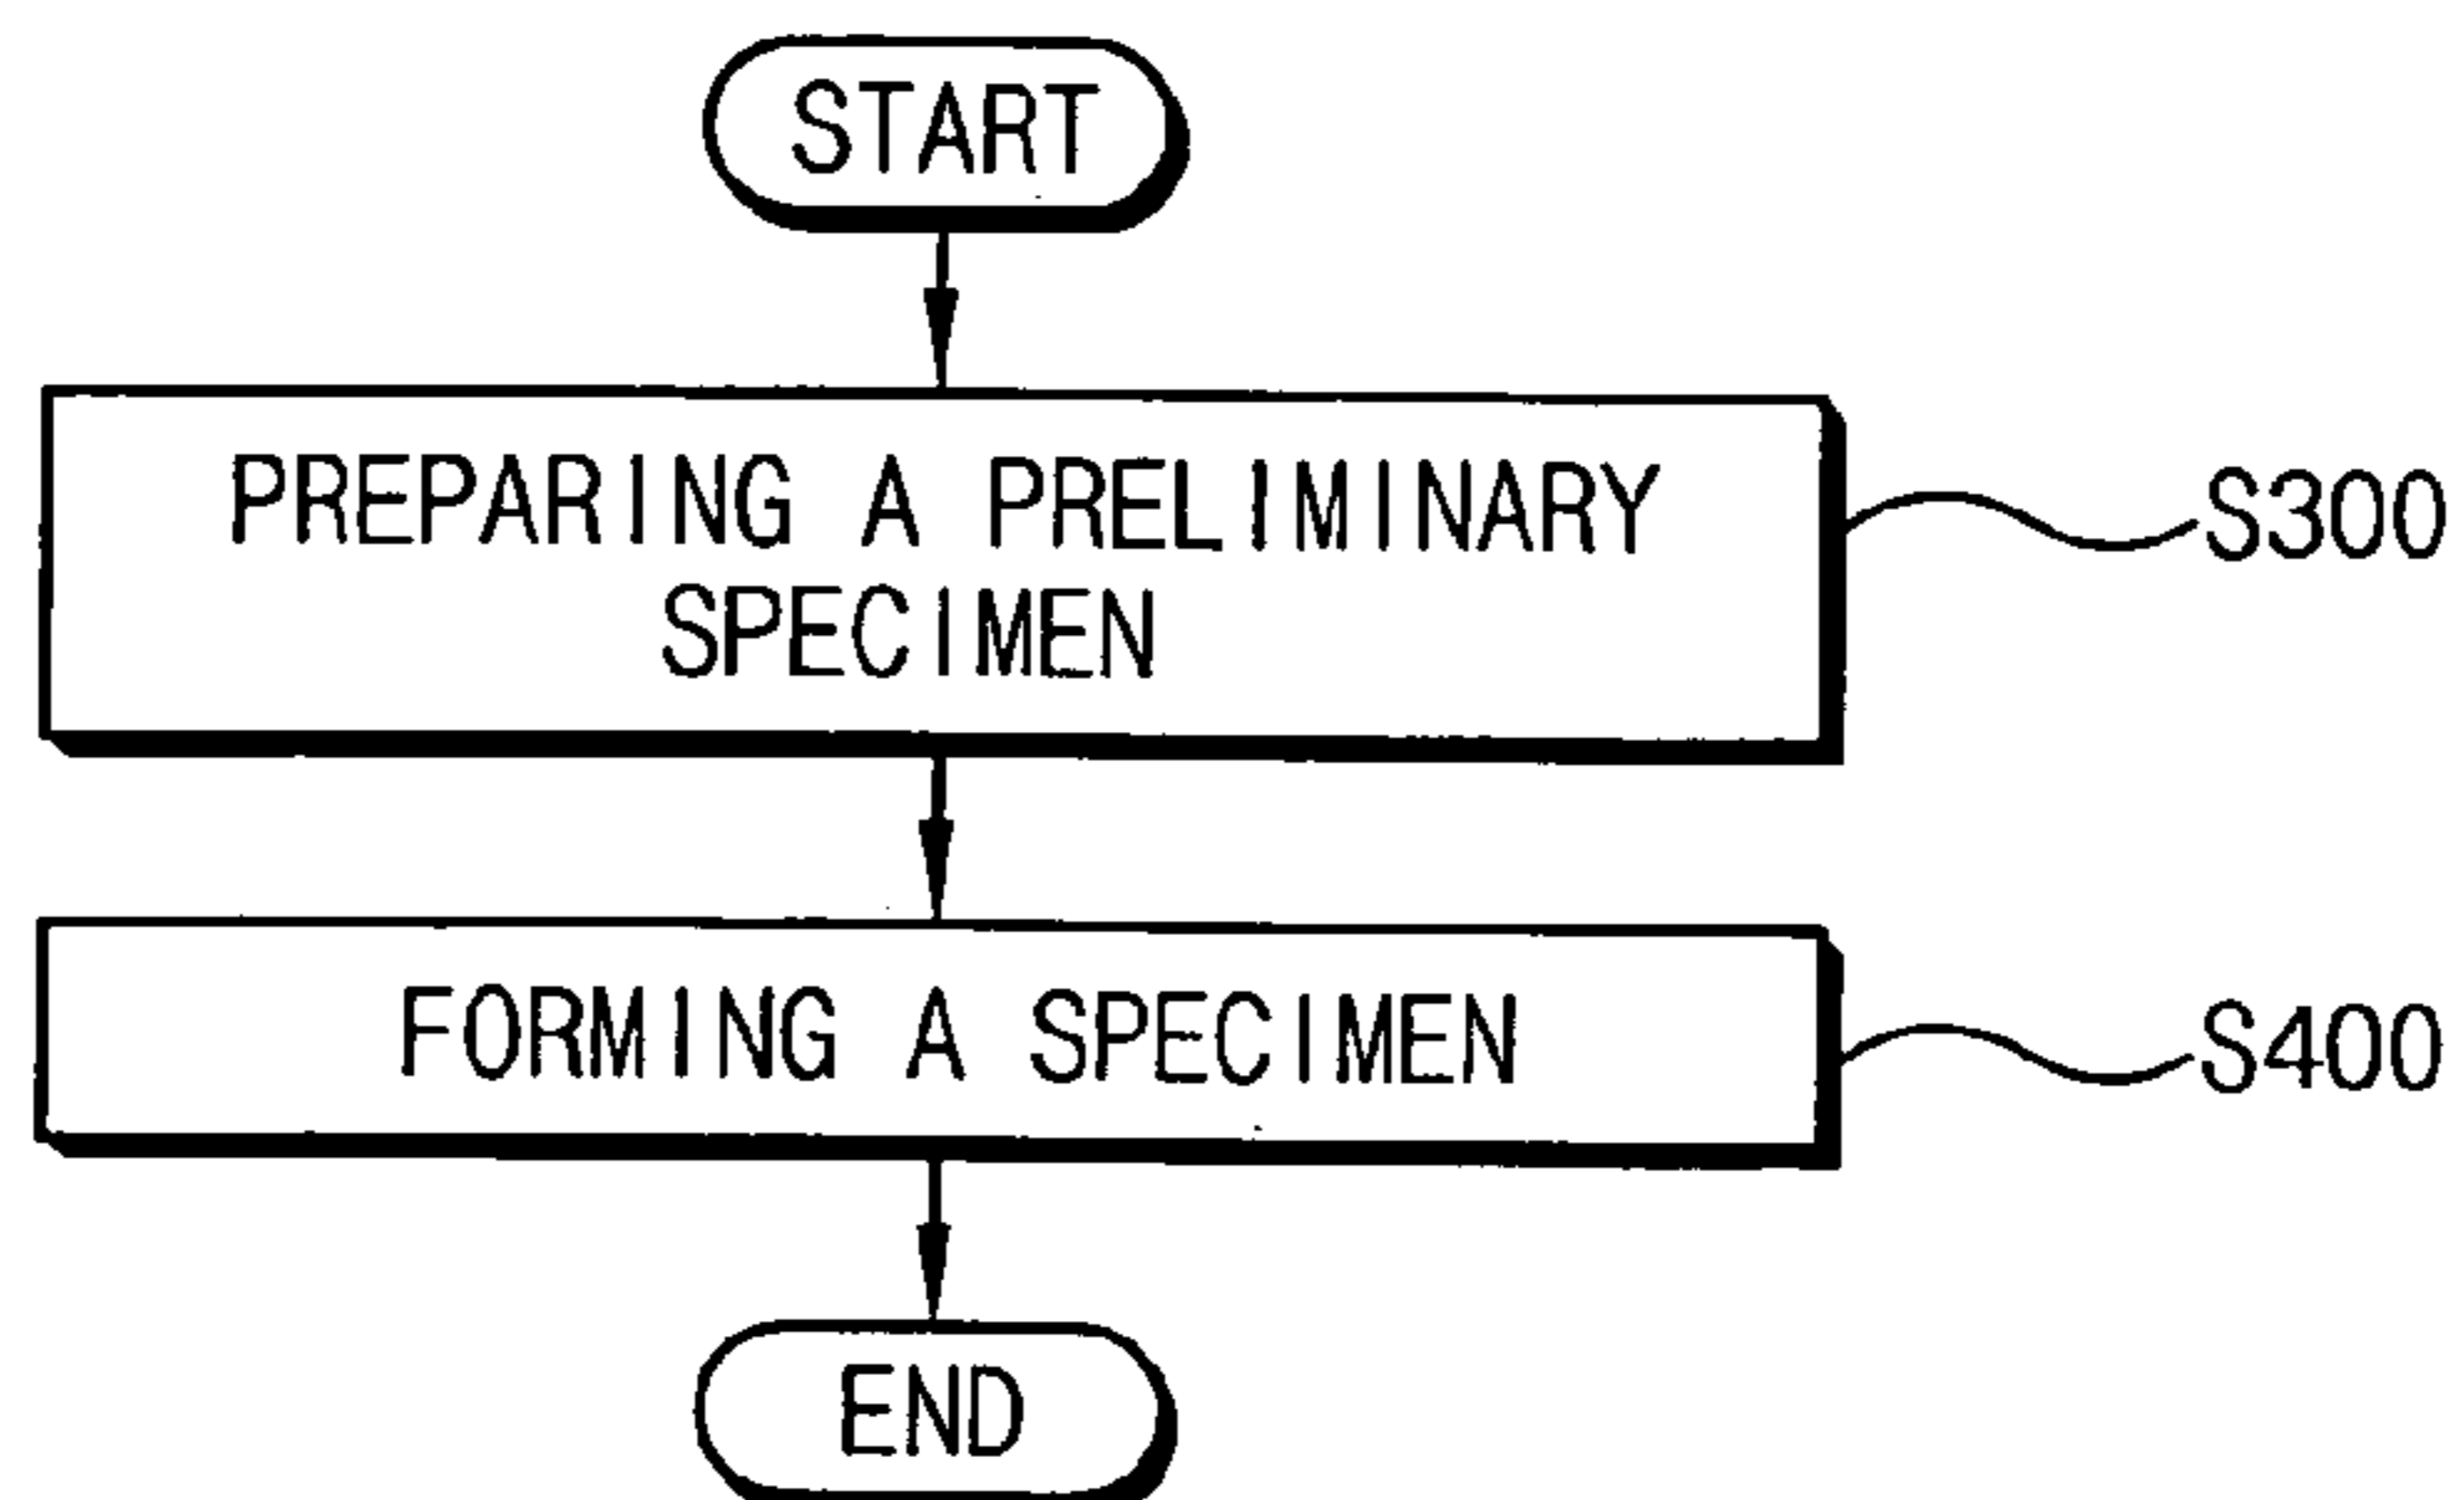 START
PREPARING A PRELIMINARY
SPECIMEN
S300
FORMING A SPECIMEN
S400
END